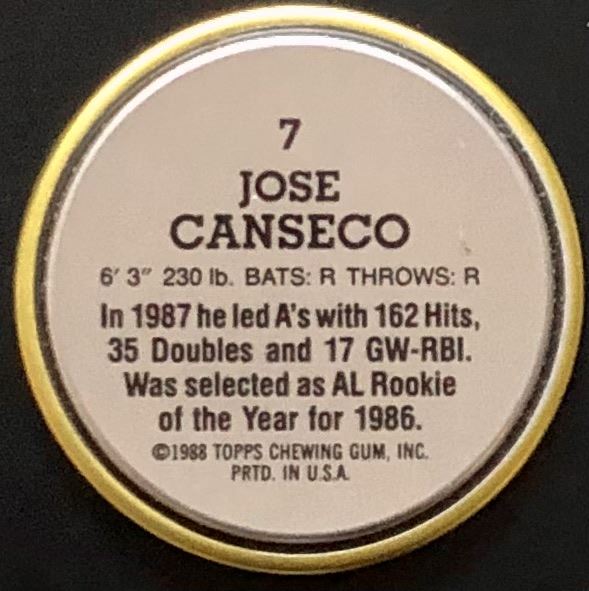 7
JOSE
CANSECO
6' 3" 230 lb. BATS: R THROWS: R
In 1987 he led A's with 162 Hits,
35 Doubles and 17 GW-RBI.
Was selected as AL Rookie
of the Year for 1986.
©1988 TOPPS CHEWING GUM, INC.
PRTD. IN U.S.A.